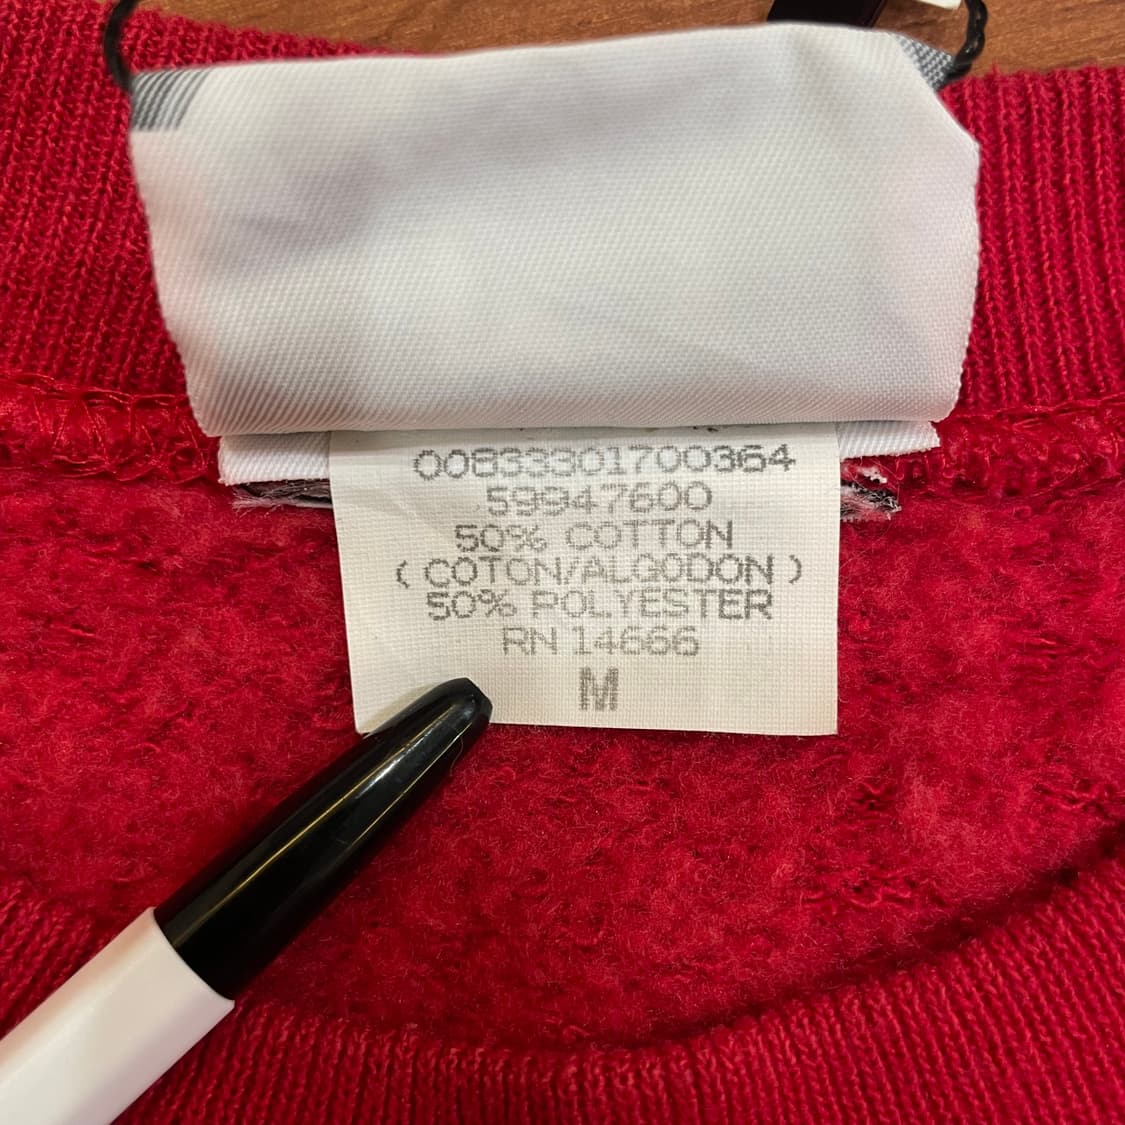 00833301700364
59947600
50% COTTON
(COTON/ALGODON)
50% POLYESTER
RN 14666
M